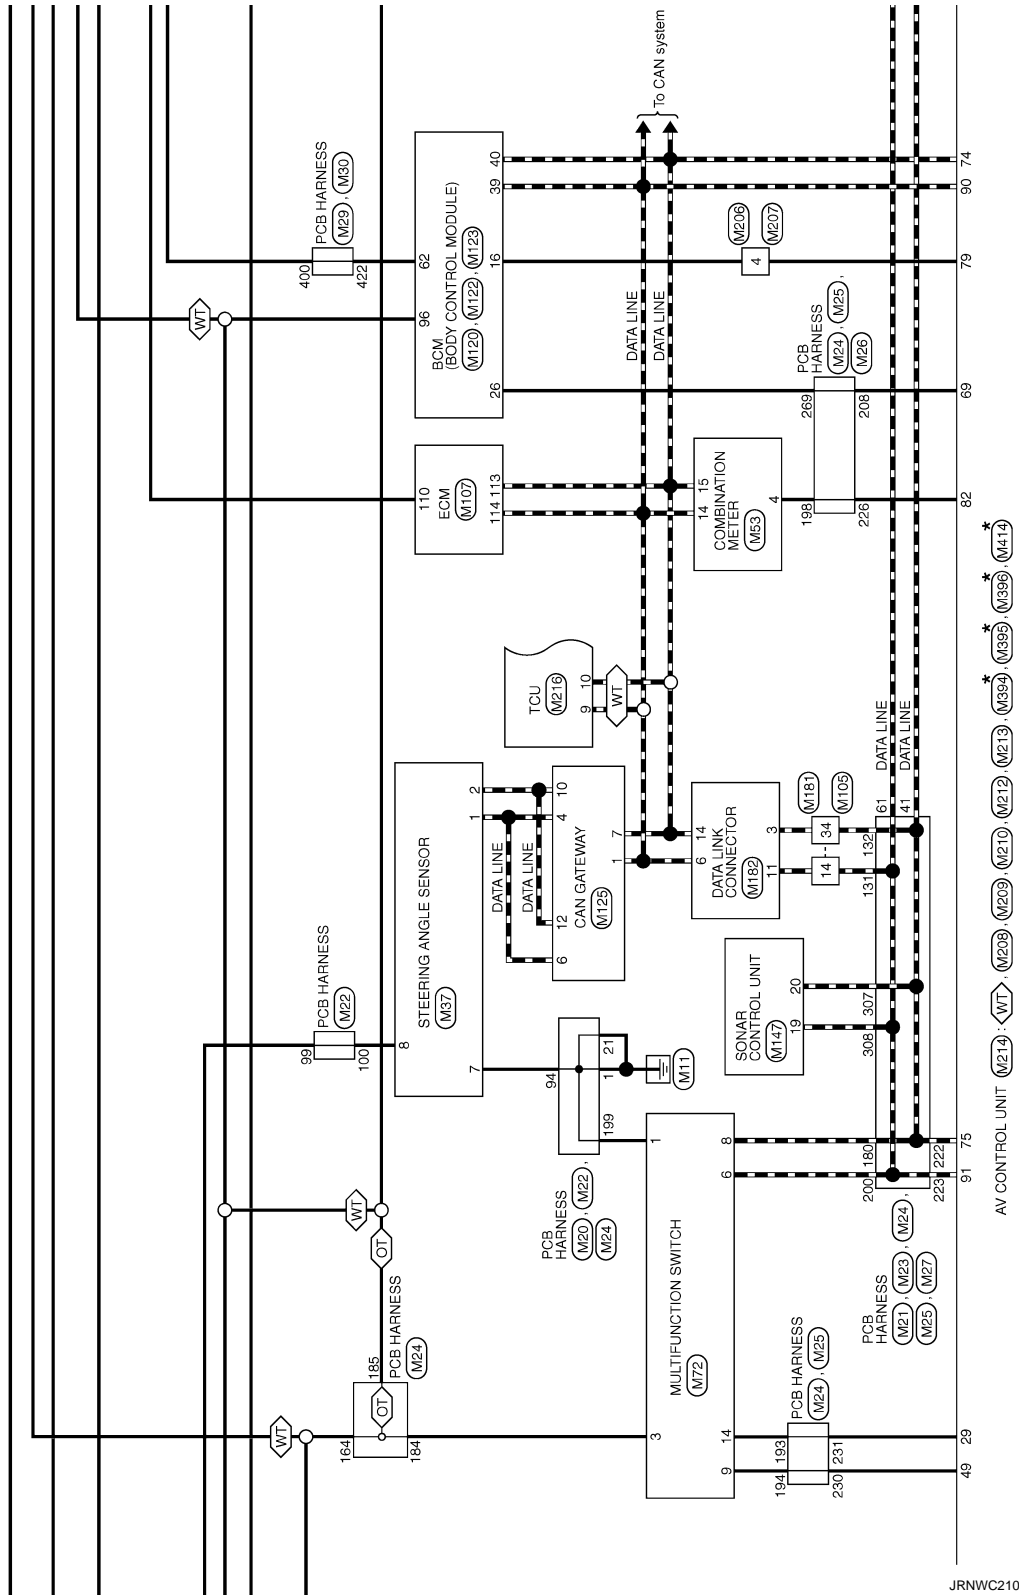 To CAN system
PCB HARNESS
M29 , M30
400
422
62
BCM
(BODY CONTROL MODULE)
M120 , M122 , M123
96
26
16
39
40
WT
DATA LINE
DATA LINE
4
M206
M207
PCB
HARNESS
M24 , M25 ,
M26
269
208
198
226
74
90
79
69
82
110
ECM
M107
114
113
14
15
COMBINATION
METER
M53
4
TCU
M216
9
10
WT
STEERING ANGLE SENSOR
M37
1
2
7
8
PCB HARNESS
M22
99
100
DATA LINE
DATA LINE
CAN GATEWAY
M125
6
12
4
10
1
7
DATA LINK
CONNECTOR
M182
6
14
11
3
14
34
M181
M105
131
132
61
41
DATA LINE
DATA LINE
SONAR
CONTROL UNIT
M147
19
20
308
307
94
199
1
21
M11
PCB
HARNESS
M20 , M22 ,
M24
WT
OT
PCB HARNESS
M24
185
OT
164
184
WT
MULTIFUNCTION SWITCH
M72
3
1
9
14
6
8
PCB HARNESS
M24 , M25
194
193
230
231
PCB
HARNESS
M21 , M23 , M24 ,
M25 , M27
200
180
223
222
49
29
91
75
AV CONTROL UNIT M214 : WT , M208 , M209 , M210 , M212 , M213 , M394* , M395* , M396* , M414*
JRNWC210